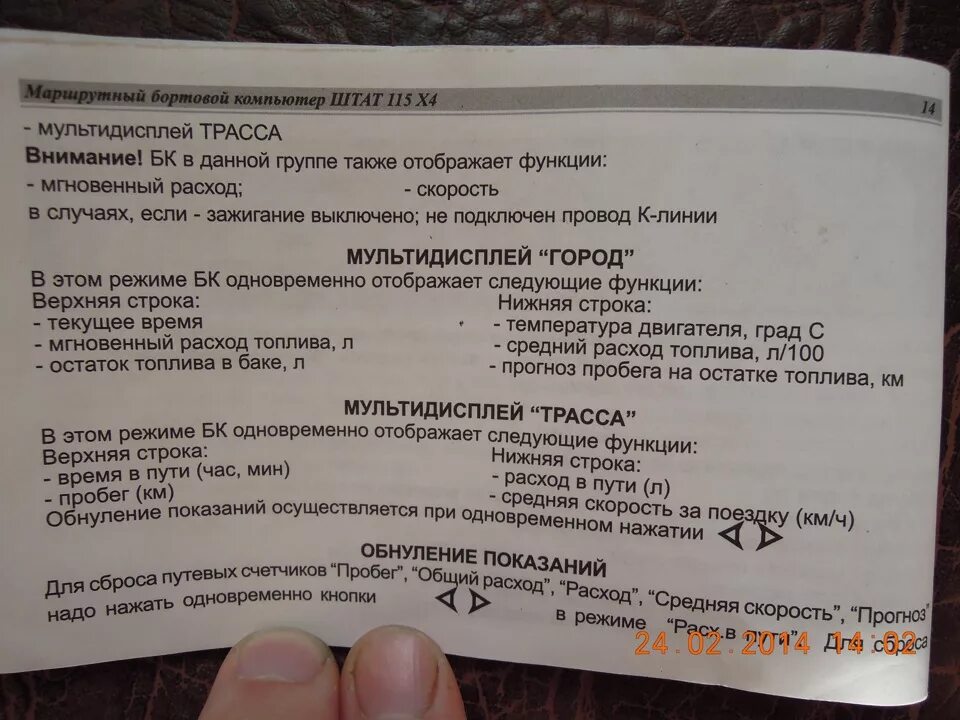 Маршрутный бортовой компьютер ШТАТ 115 Х4 14
- мультидисплей ТРАССА
Внимание! БК в данной группе также отображает функции:
- мгновенный расход; - скорость
в случаях, если - зажигание выключено; не подключен провод К-линии
МУЛЬТИДИСПЛЕЙ “ГОРОД”
В этом режиме БК одновременно отображает следующие функции:
Верхняя строка: Нижняя строка:
- текущее время - температура двигателя, град С
- мгновенный расход топлива, л - средний расход топлива, л/100
- остаток топлива в баке, л - прогноз пробега на остатке топлива, км
МУЛЬТИДИСПЛЕЙ “ТРАССА”
В этом режиме БК одновременно отображает следующие функции:
Верхняя строка: Нижняя строка:
- время в пути (час, мин) - расход в пути (л)
- пробег (км) - средняя скорость за поездку (км/ч)
Обнуление показаний осуществляется при одновременном нажатии
ОБНУЛЕНИЕ ПОКАЗАНИЙ
Для сброса путевых счетчиков “Пробег”, “Общий расход”, “Расход”, “Средняя скорость”, “Прогноз”
надо нажать одновременно кнопки в режиме “Расх.в пути”. Для сброса
24.02.2014 14:02